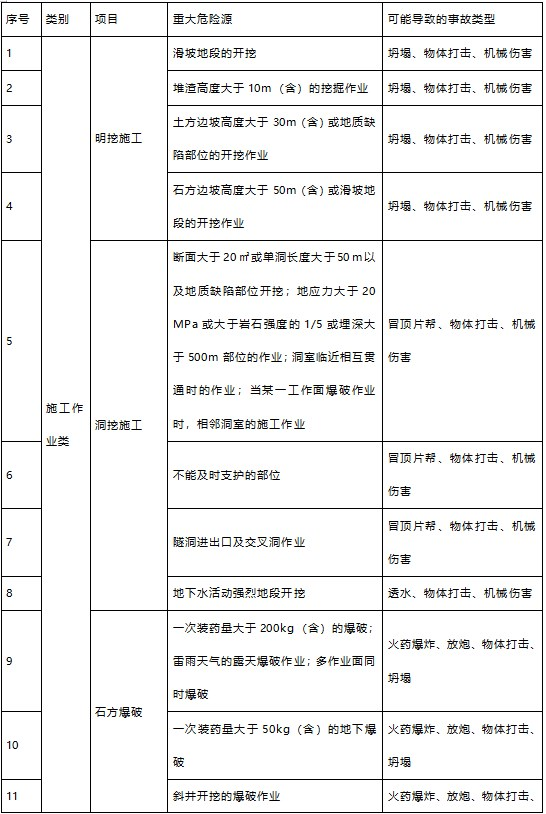 序号 类别 项目 重大危险源 可能导致的事故类型
1 滑坡地段的开挖 坍塌、物体打击、机械伤害
2 堆渣高度大于10m（含）的挖掘作业 坍塌、物体打击、机械伤害
明挖施工
3 土方边坡高度大于 30m（含）或地质缺
陷部位的开挖作业
坍塌、物体打击、机械伤害
4 石方边坡高度大于 50m（含）或滑坡地
段的开挖作业
坍塌、物体打击、机械伤害
施工作
业类
洞挖施工
5 断面大于 20㎡或单洞长度大于50m以
及地质缺陷部位开挖；地应力大于 20
MPa 或大于岩石强度的 1/5 或埋深大
于 500m 部位的作业；洞室临近相互贯
通时的作业；当某一工作面爆破作业
时，相邻洞室的施工作业
冒顶片帮、物体打击、机械
伤害
6 不能及时支护的部位
冒顶片帮、物体打击、机械
伤害
7 隧洞进出口及交叉洞作业
冒顶片帮、物体打击、机械
伤害
8 地下水活动强烈地段开挖 透水、物体打击、机械伤害
石方爆破
9 一次装药量大于 200kg（含）的爆破；
雷雨天气的露天爆破作业；多作业面同
时爆破
火药爆炸、放炮、物体打击、
坍塌
10 一次装药量大于50kg（含）的地下爆
破
火药爆炸、放炮、物体打击、
坍塌
11 斜井开挖的爆破作业 火药爆炸、放炮、物体打击、